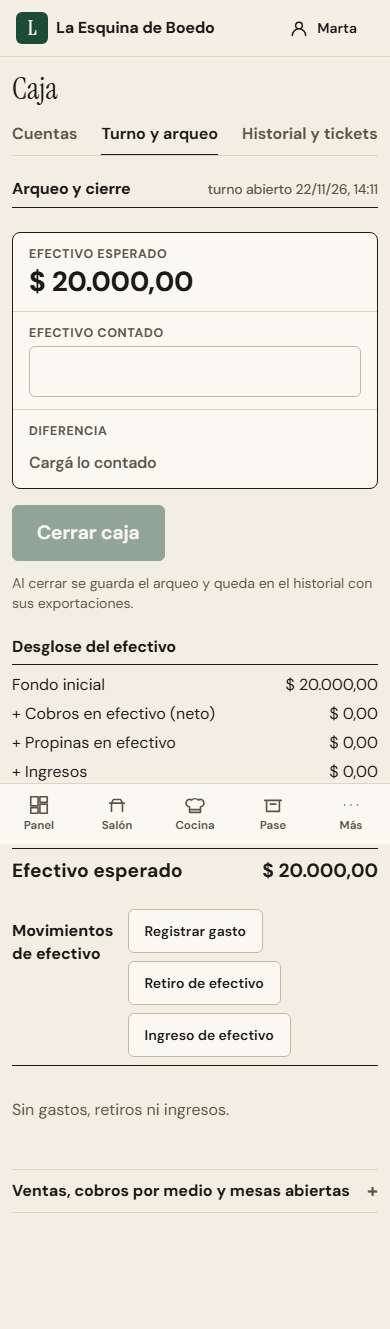 L La Esquina de Boedo Marta
Caja
Cuentas Turno y arqueo Historial y tickets
Arqueo y cierre turno abierto 22/11/26, 14:11
EFECTIVO ESPERADO
$ 20.000,00
EFECTIVO CONTADO
DIFERENCIA
Cargá lo contado
Cerrar caja
Al cerrar se guarda el arqueo y queda en el historial con
sus exportaciones.
Desglose del efectivo
Fondo inicial $ 20.000,00
+ Cobros en efectivo (neto) $ 0,00
+ Propinas en efectivo $ 0,00
+ Ingresos $ 0,00
Panel Salón Cocina Pase Más
Efectivo esperado $ 20.000,00
Movimientos
de efectivo
Registrar gasto
Retiro de efectivo
Ingreso de efectivo
Sin gastos, retiros ni ingresos.
Ventas, cobros por medio y mesas abiertas +